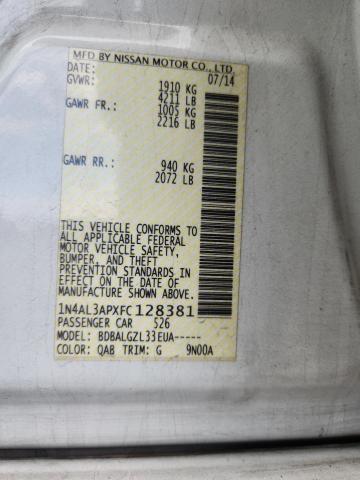 MFD BY NISSAN MOTOR CO., LTD.
DATE: 07/14
GVWR: 1910 KG
4211 LB
GAWR FR.: 1005 KG
2216 LB
GAWR RR.: 940 KG
2072 LB
THIS VEHICLE CONFORMS TO
ALL APPLICABLE FEDERAL
MOTOR VEHICLE SAFETY,
BUMPER, AND THEFT
PREVENTION STANDARDS IN
EFFECT ON THE DATE OF
MANUFACTURE SHOWN ABOVE.
1N4AL3APXFC128381
PASSENGER CAR 526
MODEL: BDBALGZL33EUA-----
COLOR: QAB TRIM: G 9N00A